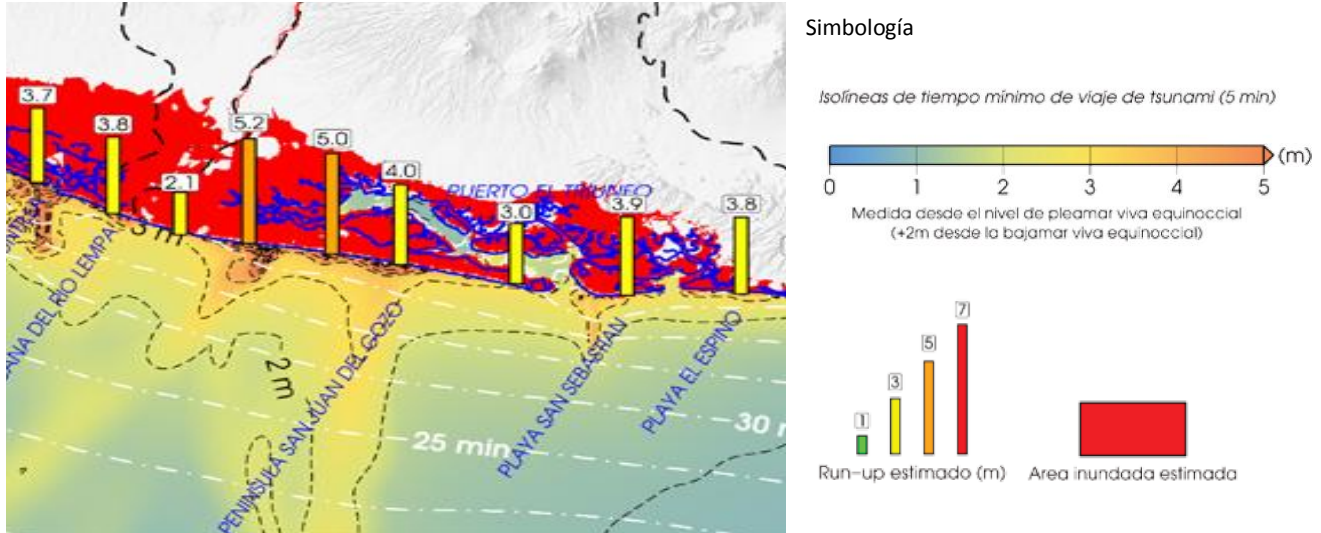 3.7
3.8
2.1
5.2
5.0
4.0
3.0
3.9
3.8
PUERTO EL TRIUNFO
3 m
2 m
25 min
30
ANA DEL RIO LEMPA
PENINSULA SAN JUAN DEL GOZO
PLAYA SAN SEBASTIAN
PLAYA EL ESPINO
Simbología
Isolíneas de tiempo mínimo de viaje de tsunami (5 min)
0 1 2 3 4 5 (m)
Medida desde el nivel de pleamar viva equinoccial
(+2m desde la bajamar viva equinoccial)
1
3
5
7
Run-up estimado (m)
Area inundada estimada